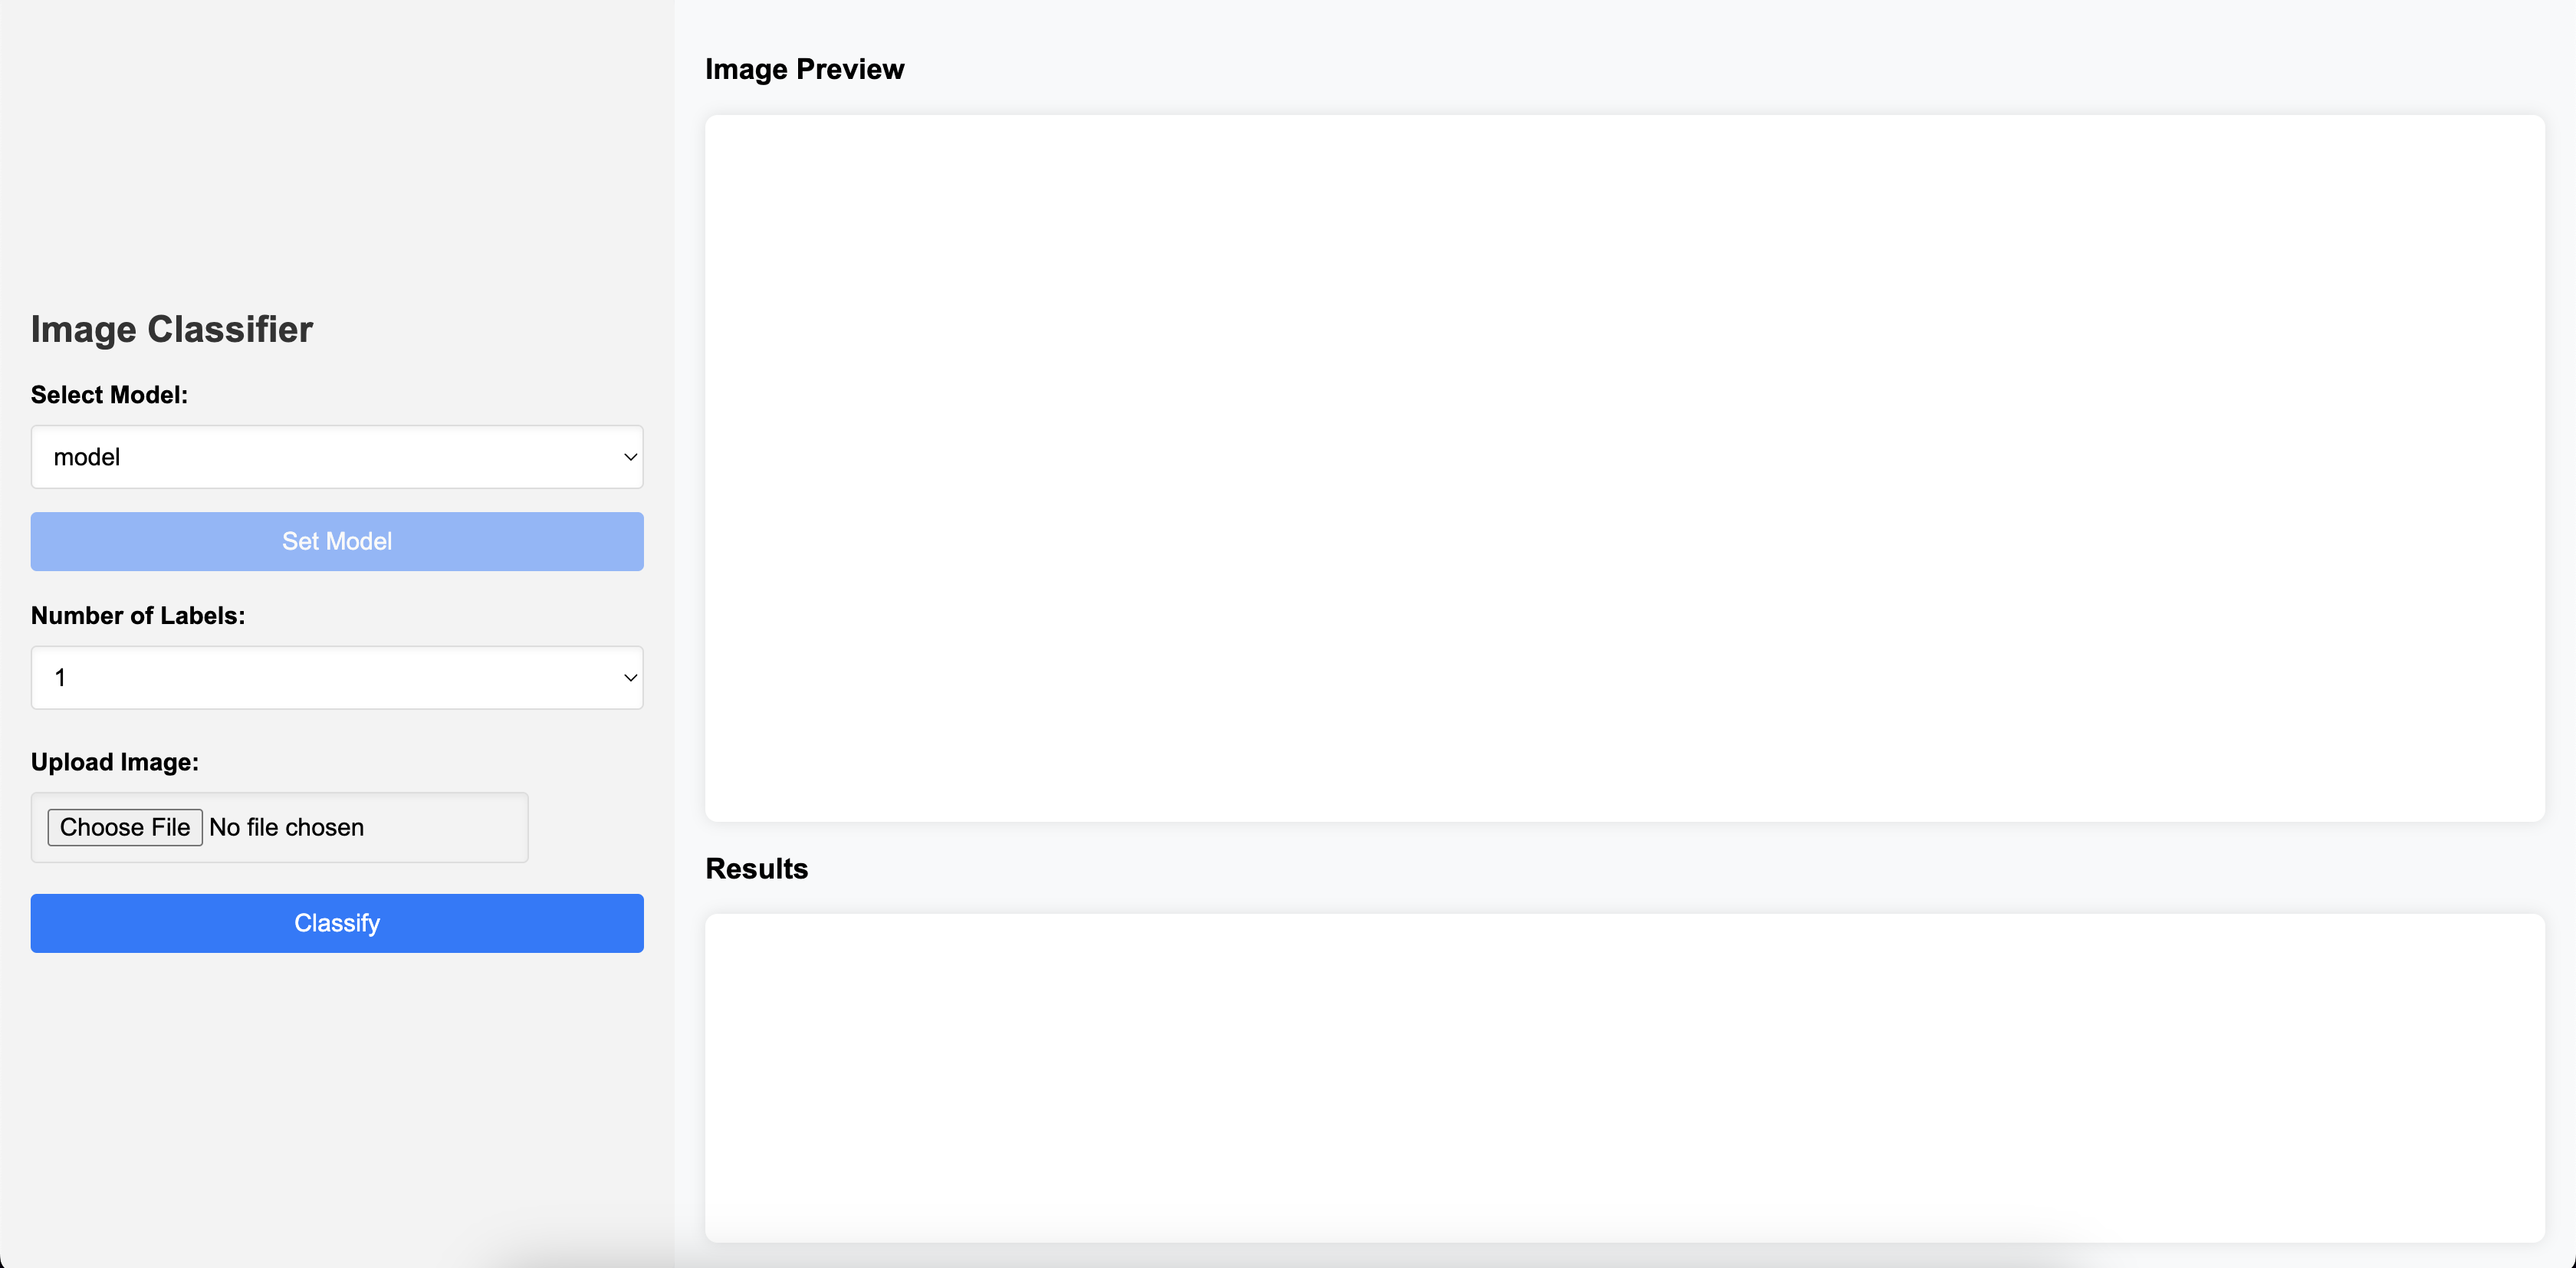 Image Classifier
Select Model:
model
Set Model
Number of Labels:
1
Upload Image:
Choose File No file chosen
Classify
Image Preview
Results